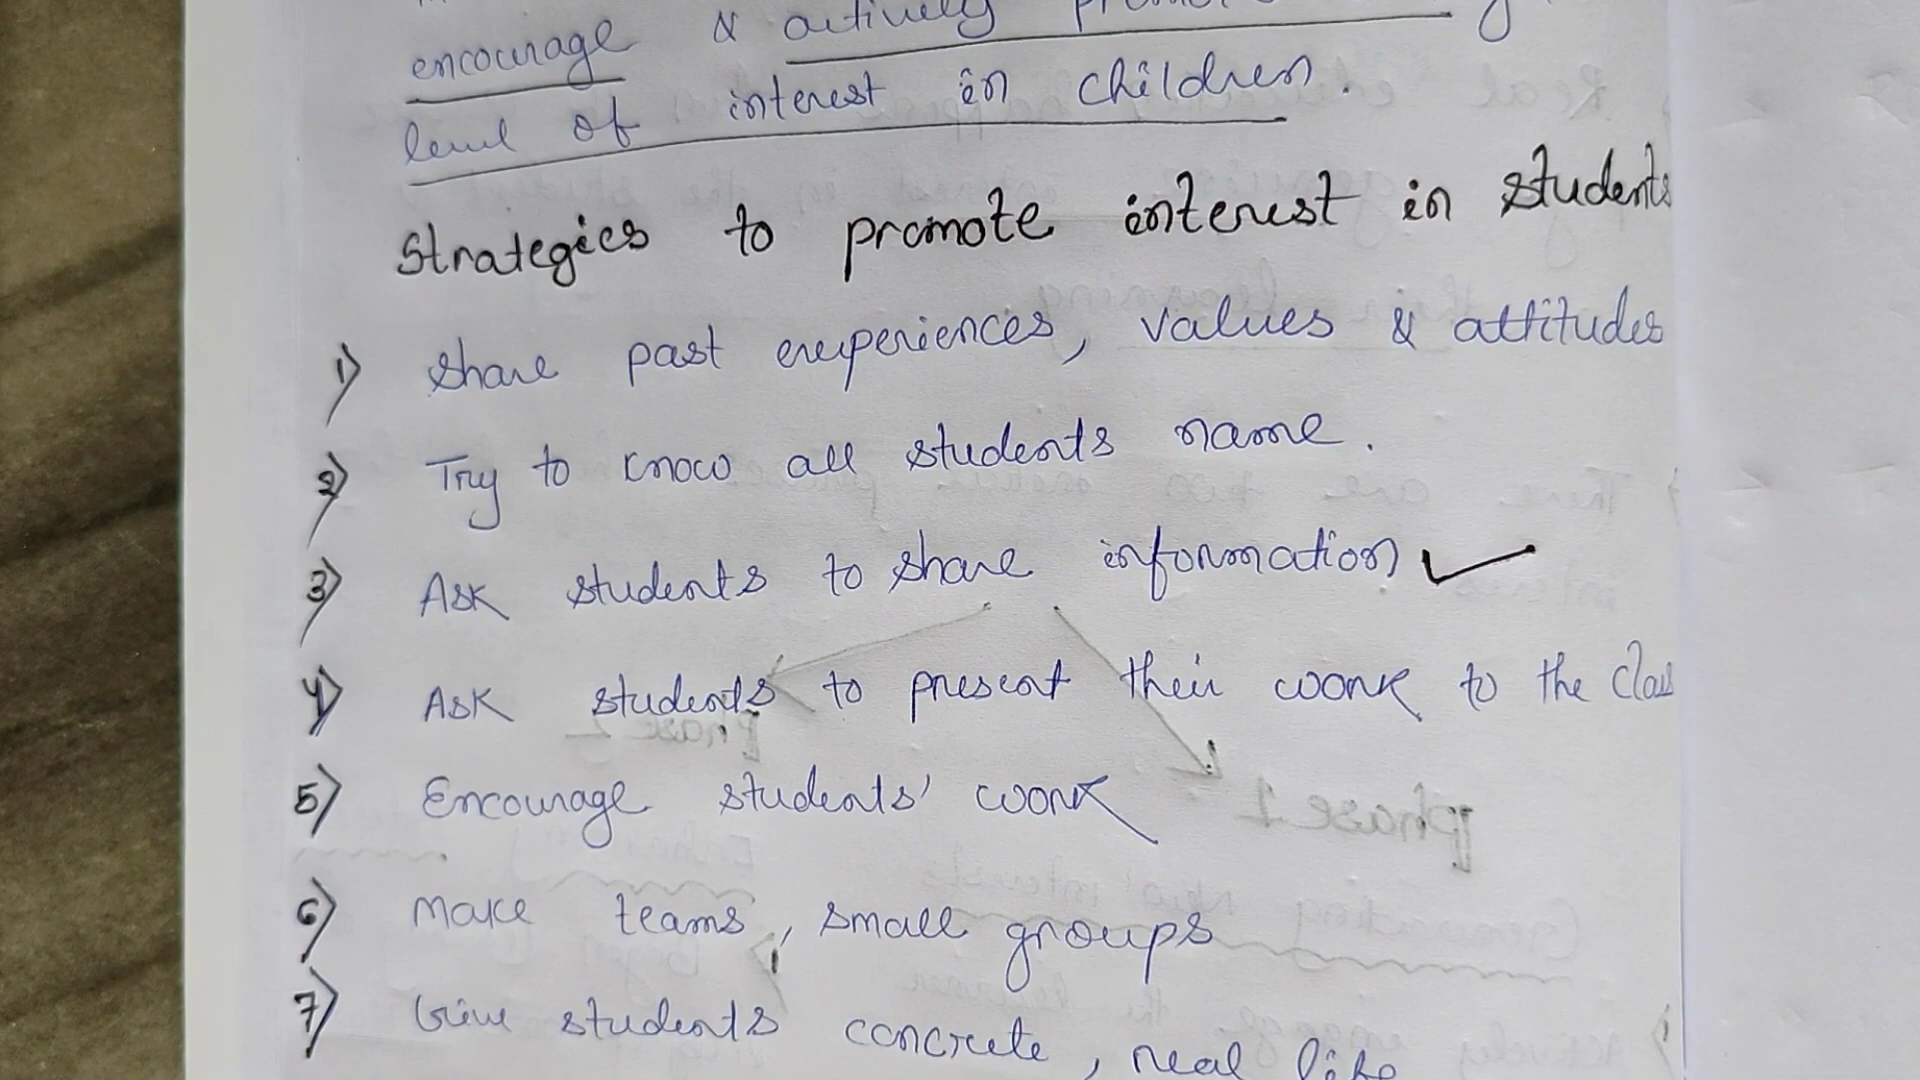 encourage & actively
level of interest in children.
Strategies to promote interest in students
1) Share past experiences, values & attitudes
2) Try to know all students name.
3) Ask students to share information ✓
4) Ask students to present their work to the class
5) Encourage students' work
6) Make teams, small groups
7) Give students concrete, real life